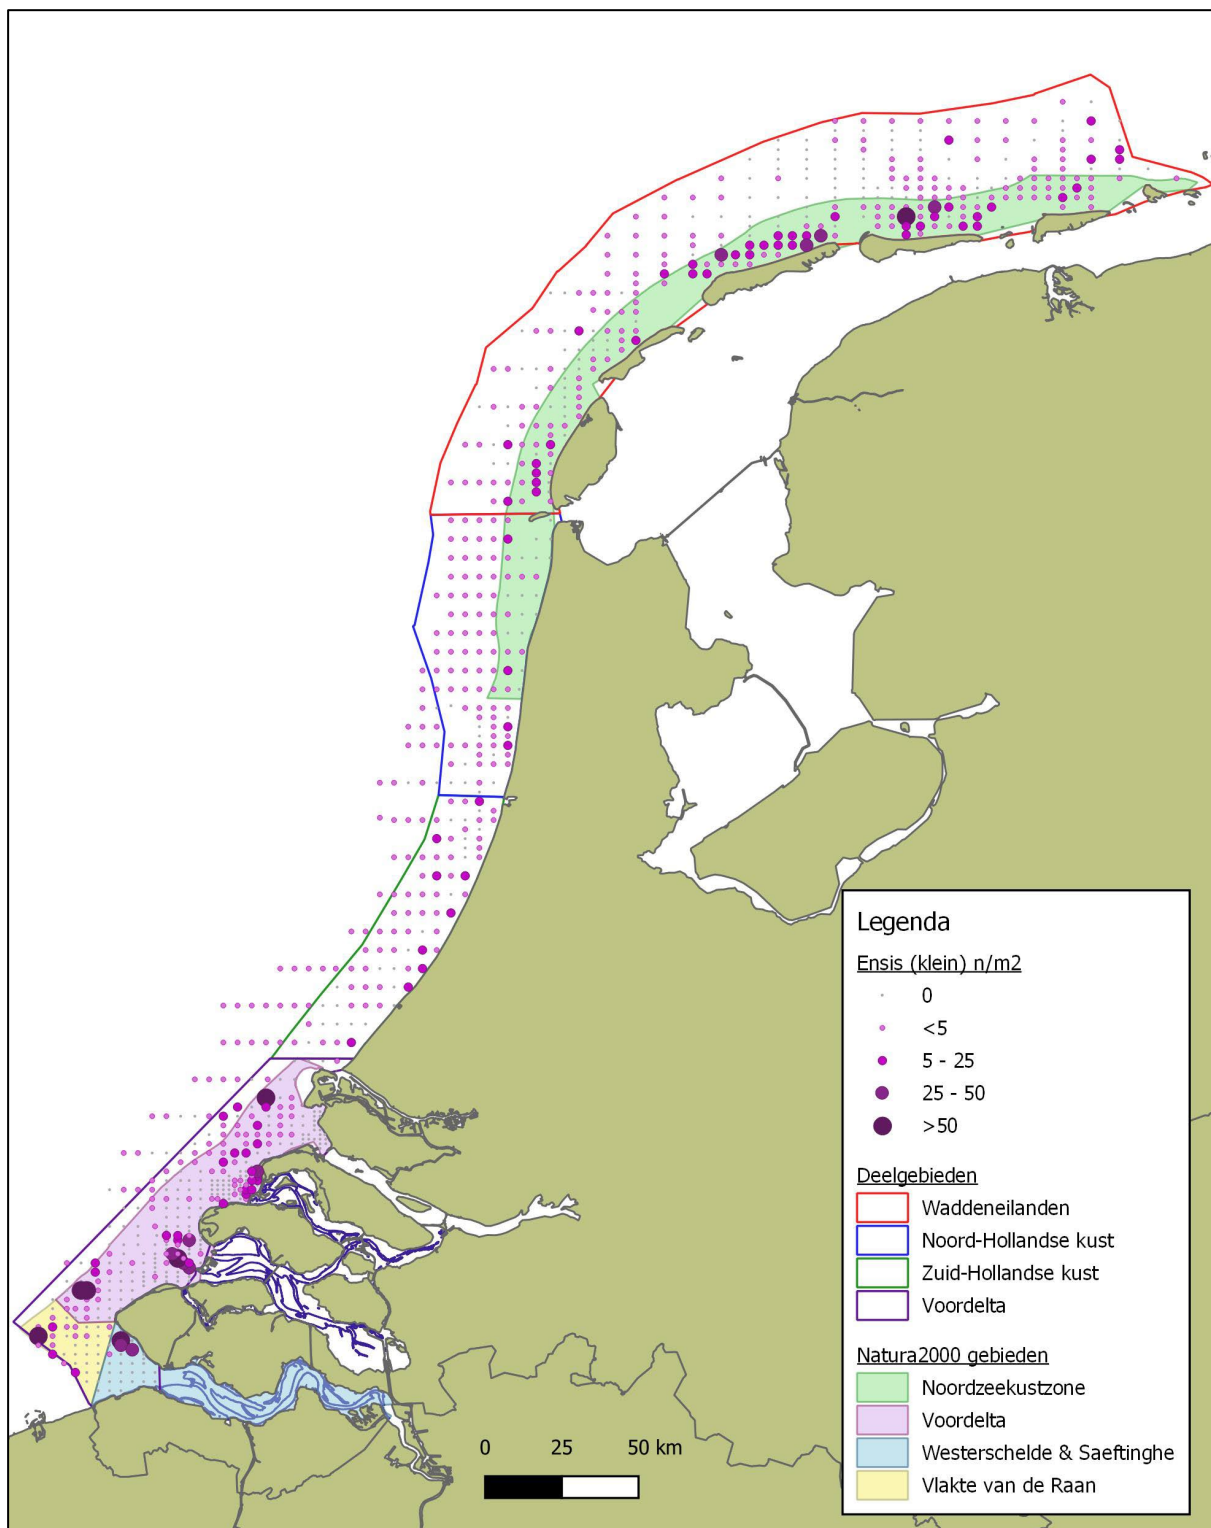 Legenda
Ensis (klein) n/m2
0
<5
5 - 25
25 - 50
>50
Deelgebieden
Waddeneilanden
Noord-Hollandse kust
Zuid-Hollandse kust
Voordelta
Natura2000 gebieden
Noordzeekustzone
Voordelta
Westerschelde & Saeftinghe
Vlakte van de Raan
0 25 50 km